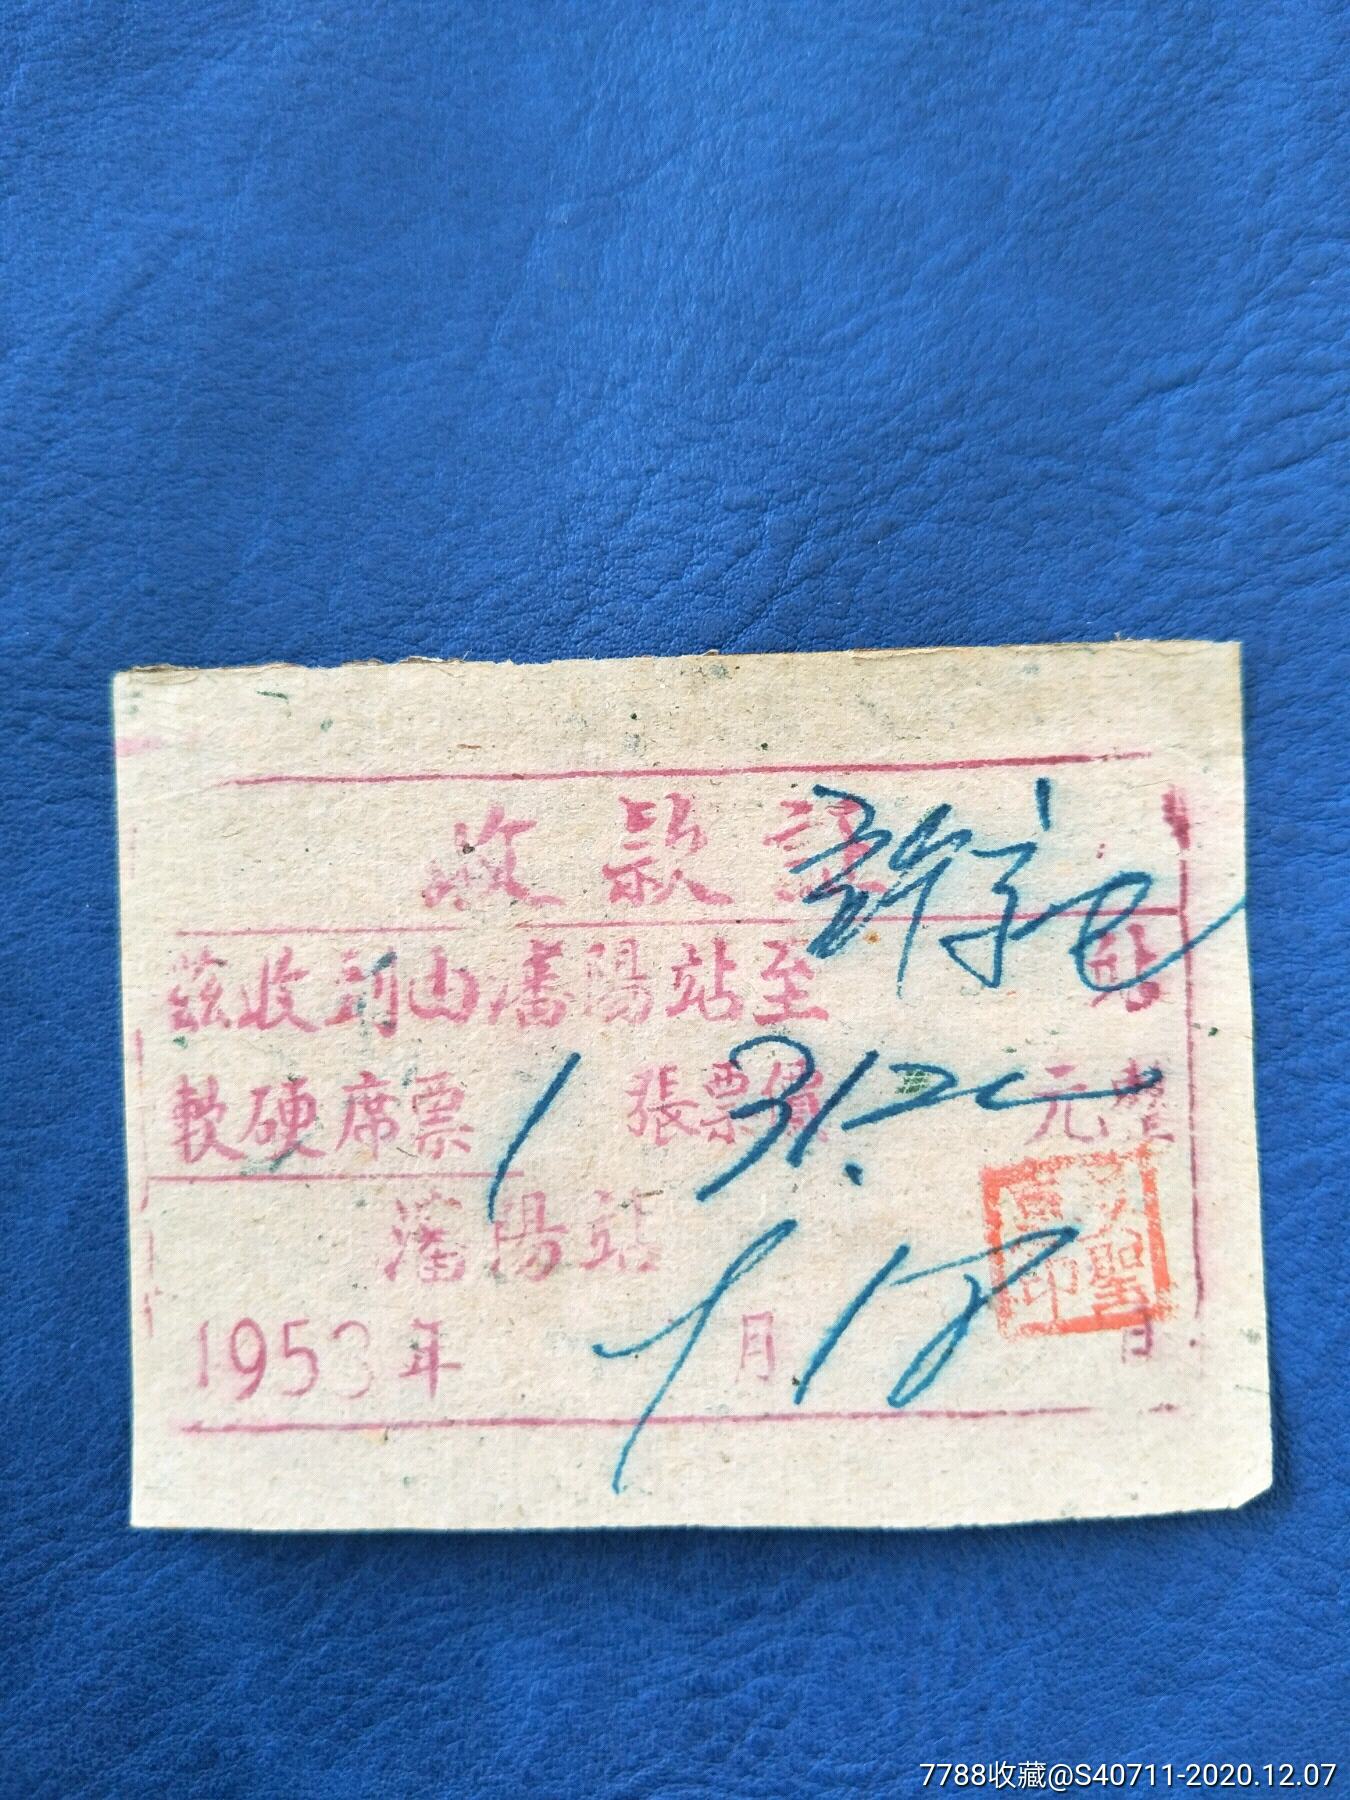 收款證
茲收到由瀋陽站至 站
軟硬席票 1 張票價 31.22 元整
瀋陽站
1953年 月 18 日
7788收藏@S40711-2020.12.07